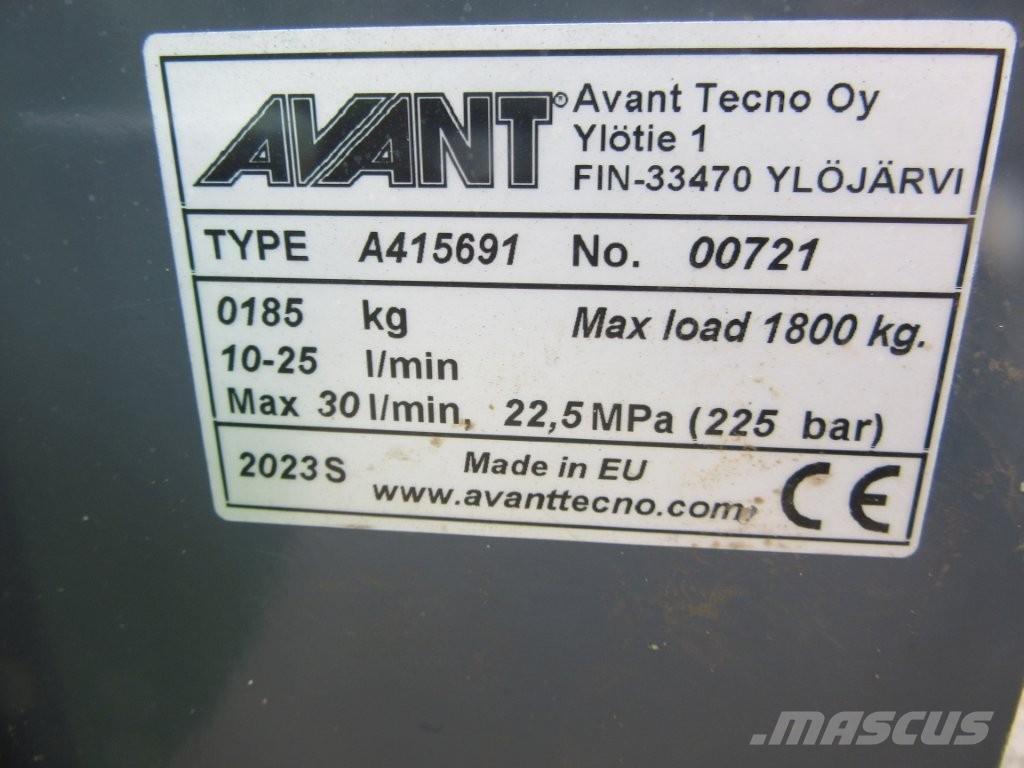 AVANT® Avant Tecno Oy
Ylötie 1
FIN-33470 YLÖJÄRVI
TYPE A415691 No. 00721
0185 kg Max load 1800 kg.
10-25 l/min
Max 30 l/min, 22,5 MPa (225 bar)
2023 S Made in EU CE
www.avanttecno.com
.MASCUS